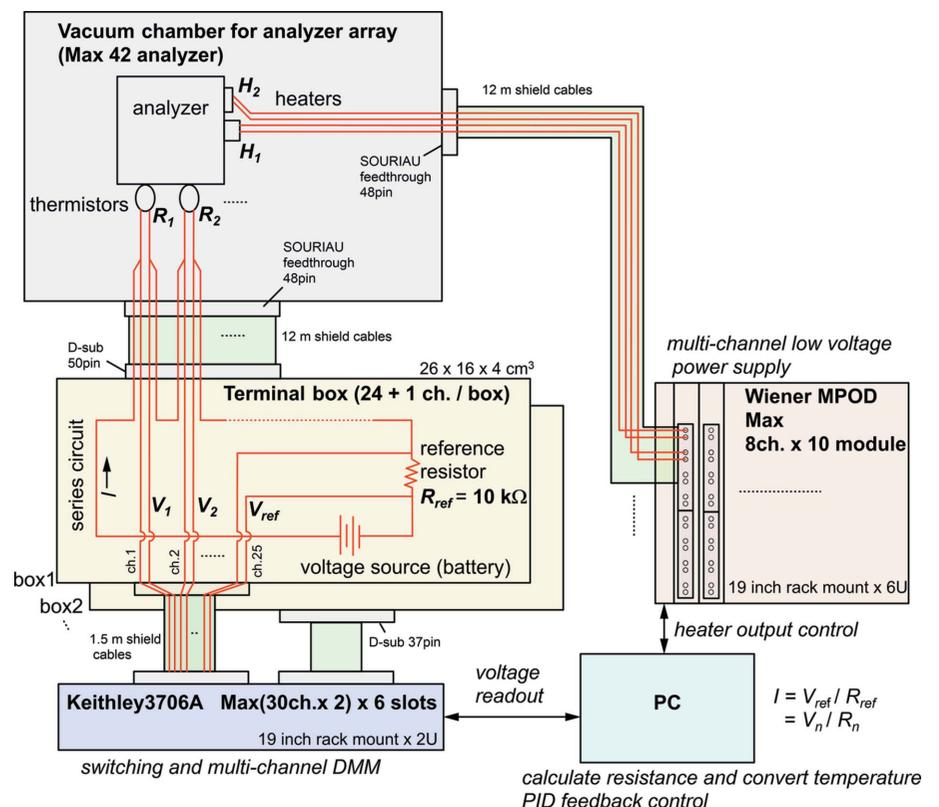 Vacuum chamber for analyzer array
(Max 42 analyzer)
analyzer
H2
heaters
H1
12 m shield cables
SOURIAU
feedthrough
48pin
thermistors
R1
R2
......
SOURIAU
feedthrough
48pin
......
12 m shield cables
D-sub
50pin
26 x 16 x 4 cm³
Terminal box (24 + 1 ch. / box)
series circuit
I
V1
V2
Vref
reference
resistor
Rref = 10 kΩ
ch.1
ch.2
......
ch.25
voltage source (battery)
box1
box2
1.5 m shield
cables
D-sub 37pin
Keithley3706A Max(30ch.x 2) x 6 slots
19 inch rack mount x 2U
switching and multi-channel DMM
multi-channel low voltage
power supply
Wiener MPOD
Max
8ch. x 10 module
19 inch rack mount x 6U
heater output control
voltage
readout
PC
I = Vref / Rref
= Vn / Rn
calculate resistance and convert temperature
PID feedback control